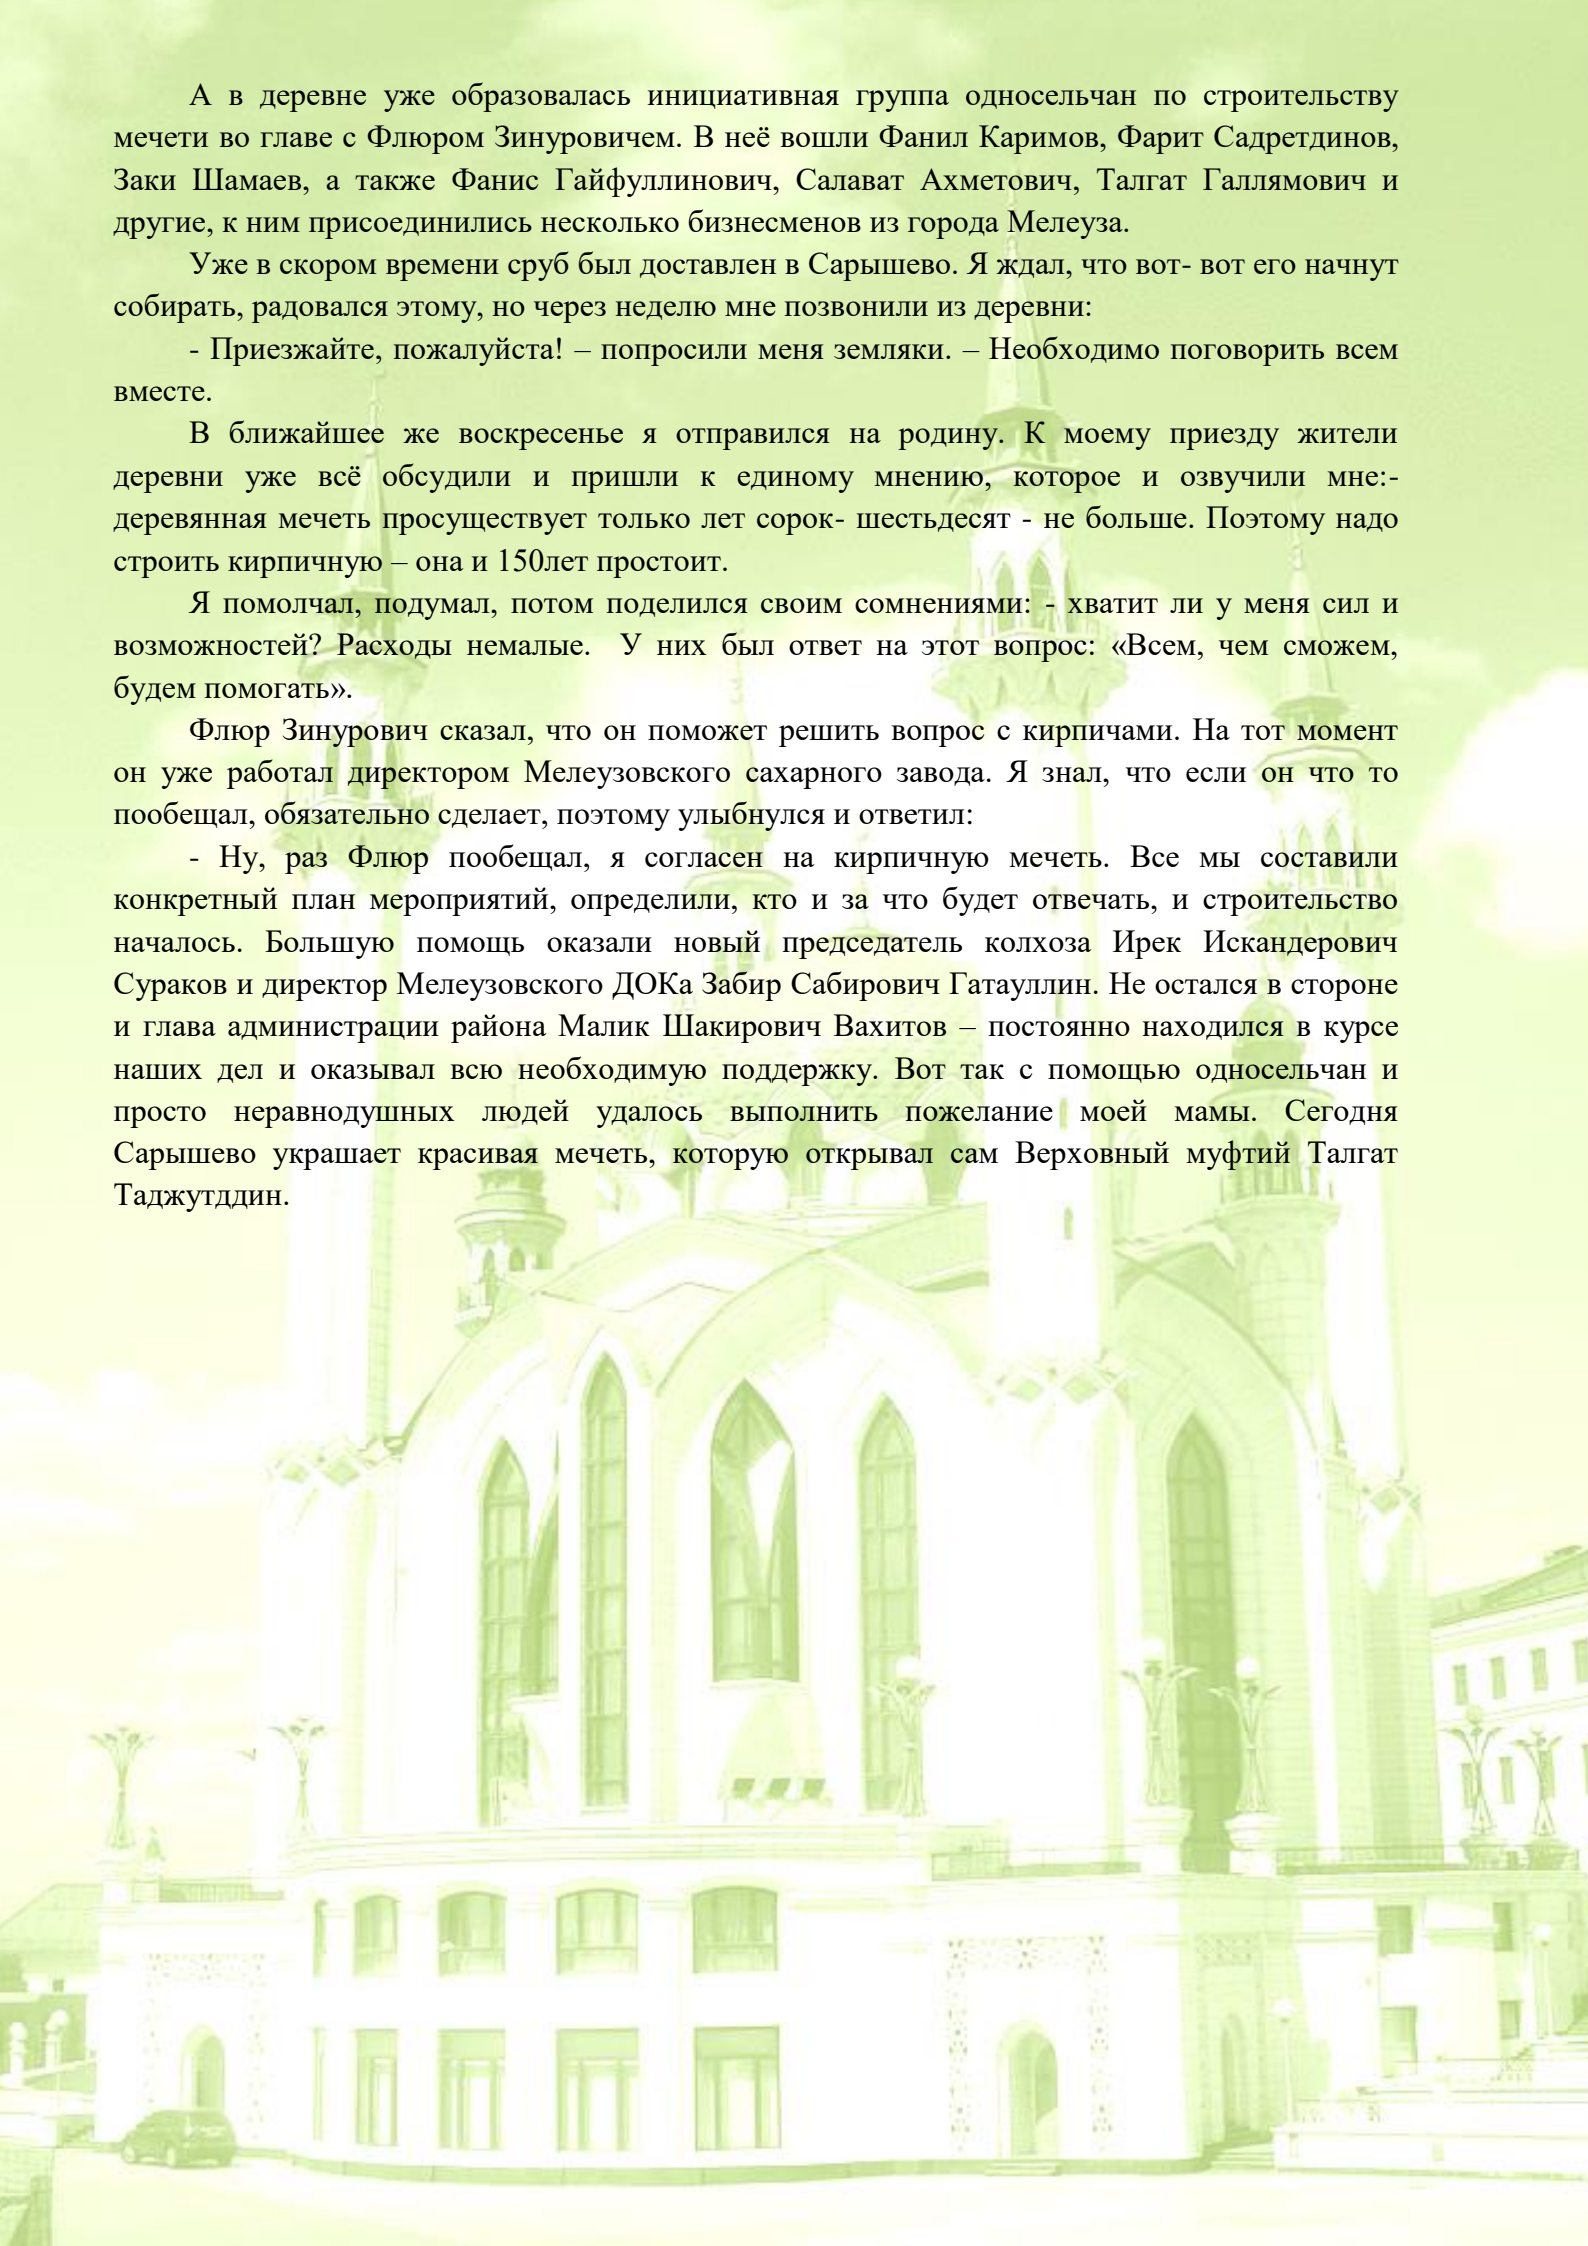 А в деревне уже образовалась инициативная группа односельчан по строительству
мечети во главе с Флюром Зинуровичем. В неё вошли Фанил Каримов, Фарит Садретдинов,
Заки Шамаев, а также Фанис Гайфуллинович, Салават Ахметович, Талгат Галлямович и
другие, к ним присоединились несколько бизнесменов из города Мелеуза.
Уже в скором времени сруб был доставлен в Сарышево. Я ждал, что вот- вот его начнут
собирать, радовался этому, но через неделю мне позвонили из деревни:
- Приезжайте, пожалуйста! – попросили меня земляки. – Необходимо поговорить всем
вместе.
В ближайшее же воскресенье я отправился на родину. К моему приезду жители
деревни уже всё обсудили и пришли к единому мнению, которое и озвучили мне:-
деревянная мечеть просуществует только лет сорок- шестьдесят - не больше. Поэтому надо
строить кирпичную – она и 150лет простоит.
Я помолчал, подумал, потом поделился своим сомнениями: - хватит ли у меня сил и
возможностей? Расходы немалые. У них был ответ на этот вопрос: «Всем, чем сможем,
будем помогать».
Флюр Зинурович сказал, что он поможет решить вопрос с кирпичами. На тот момент
он уже работал директором Мелеузовского сахарного завода. Я знал, что если он что то
пообещал, обязательно сделает, поэтому улыбнулся и ответил:
- Ну, раз Флюр пообещал, я согласен на кирпичную мечеть. Все мы составили
конкретный план мероприятий, определили, кто и за что будет отвечать, и строительство
началось. Большую помощь оказали новый председатель колхоза Ирек Искандерович
Сураков и директор Мелеузовского ДОКа Забир Сабирович Гатауллин. Не остался в стороне
и глава администрации района Малик Шакирович Вахитов – постоянно находился в курсе
наших дел и оказывал всю необходимую поддержку. Вот так с помощью односельчан и
просто неравнодушных людей удалось выполнить пожелание моей мамы. Сегодня
Сарышево украшает красивая мечеть, которую открывал сам Верховный муфтий Талгат
Таджутддин.